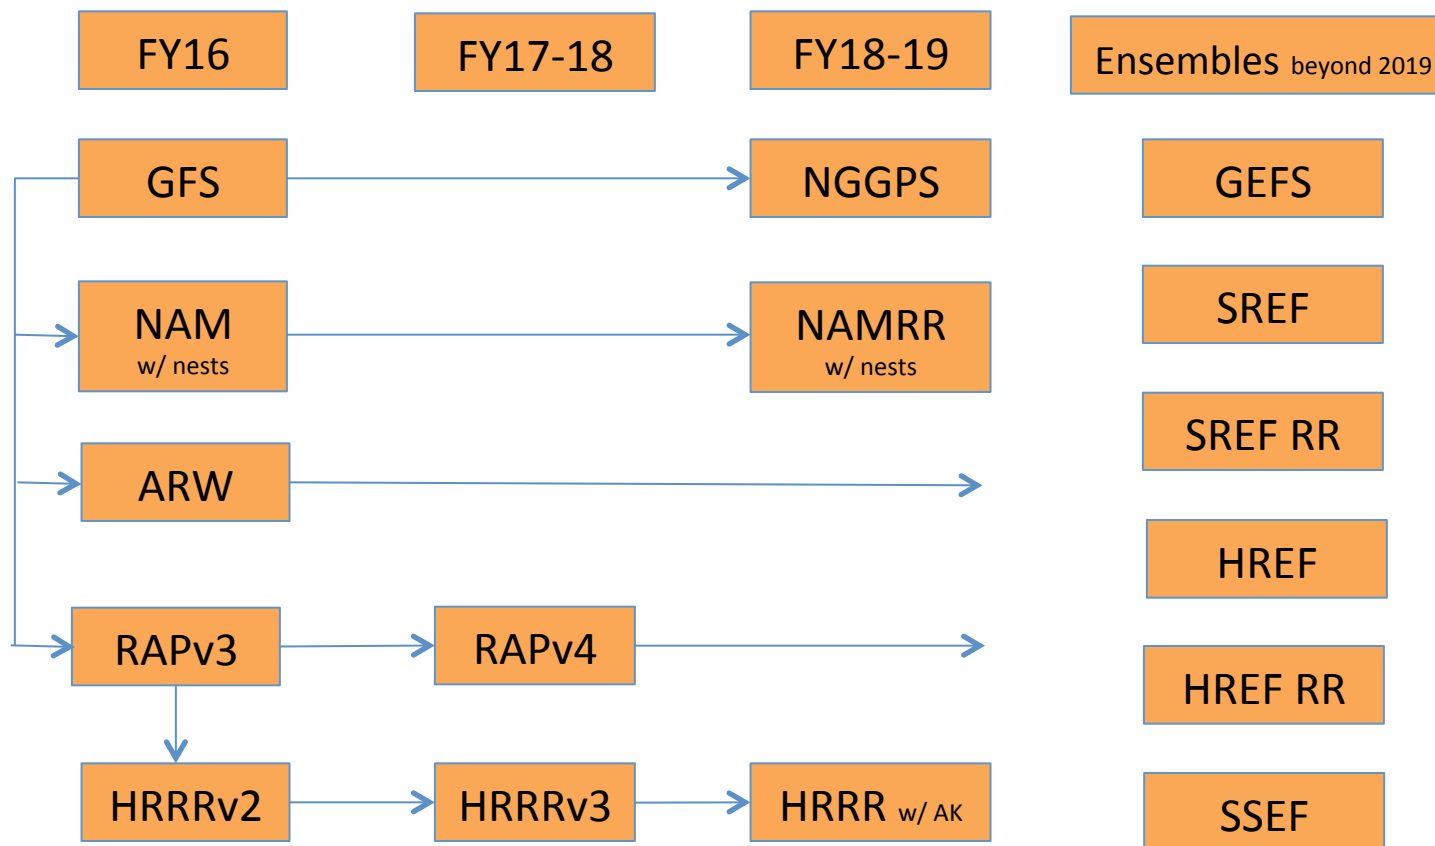 FY16
FY17-18
FY18-19
Ensembles beyond 2019
GFS
NGGPS
GEFS
NAM
w/ nests
NAMRR
w/ nests
SREF
SREF RR
ARW
HREF
RAPv3
RAPv4
HREF RR
HRRRv2
HRRRv3
HRRR w/ AK
SSEF